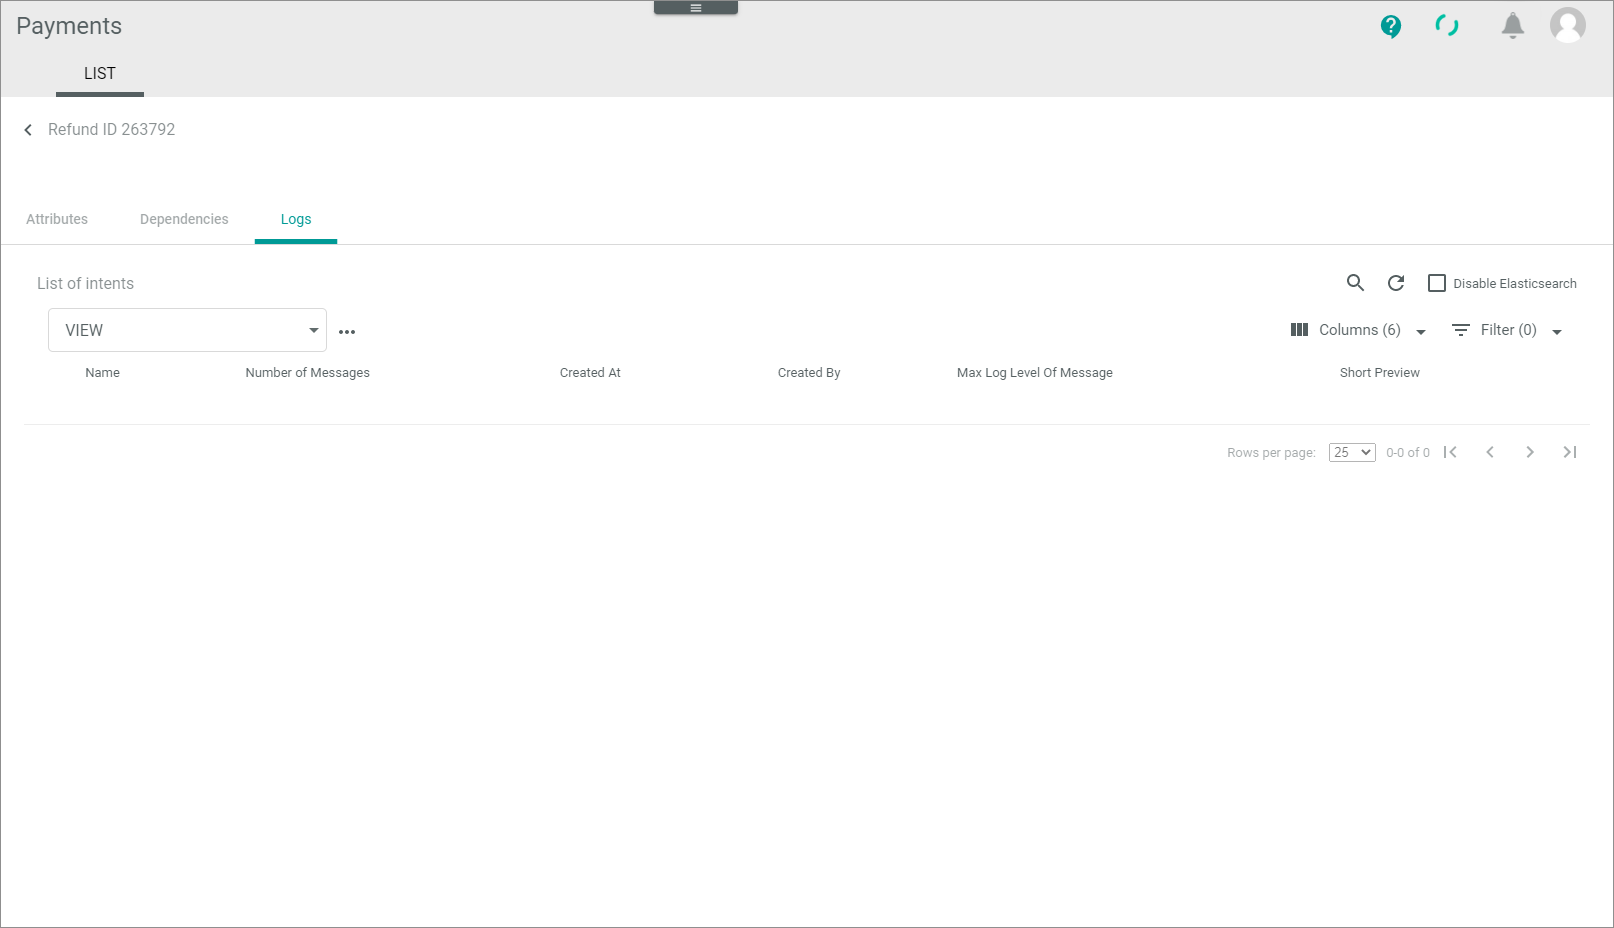 Payments
LIST
Refund ID 263792
Attributes Dependencies Logs
List of intents
Disable Elasticsearch
VIEW
Columns (6) Filter (0)
Name Number of Messages Created At Created By Max Log Level Of Message Short Preview
Rows per page: 25 0-0 of 0